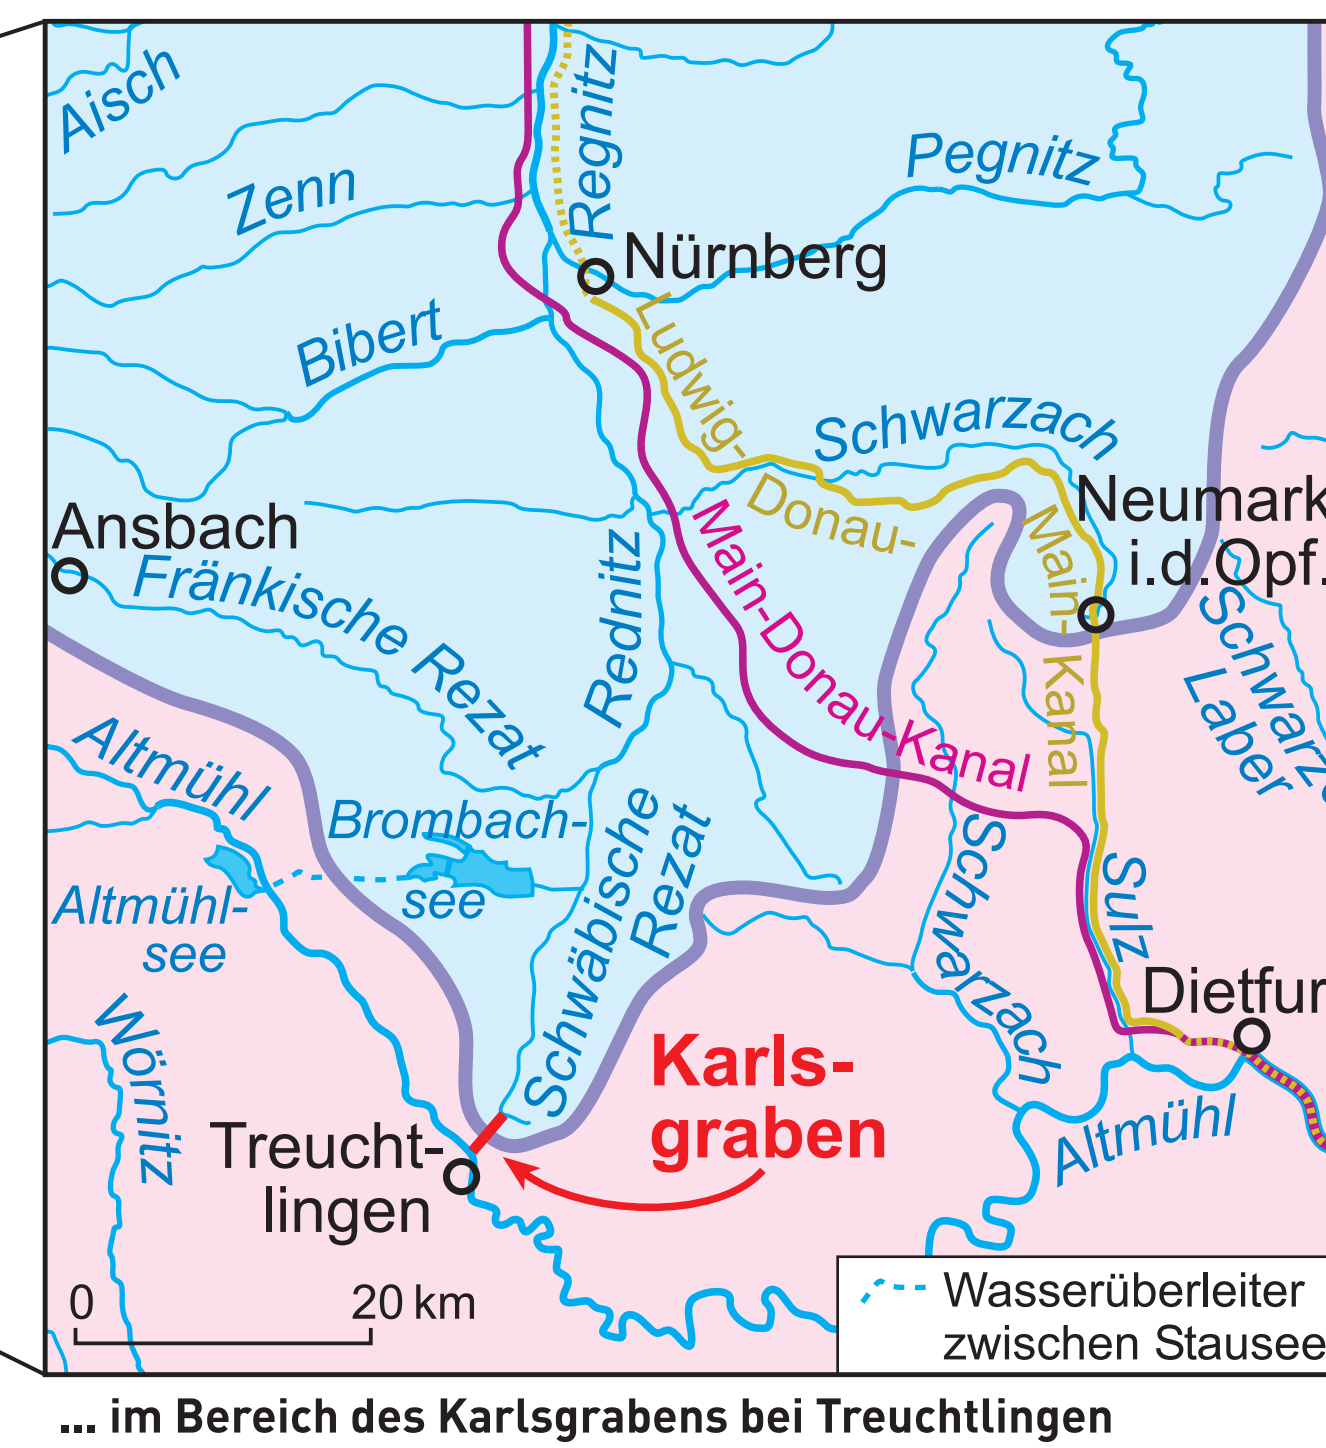 Aisch
Regnitz
Zenn
Pegnitz
Nürnberg
Bibert
Ludwig-
Donau-
Main-
Kanal
Schwarzach
Ansbach
Neumark
i.d.Opf.
Fränkische Rezat
Rednitz
Main-Donau-Kanal
Schwarz
Laber
Altmühl
Brombach-
see
Altmühl-
see
Schwäbische
Rezat
Schwarzach
Sulz
Dietfur
Wörnitz
Karls-
graben
Treucht-
lingen
Altmühl
0 20 km
Wasserüberleiter
zwischen Stausee
... im Bereich des Karlsgrabens bei Treuchtlingen